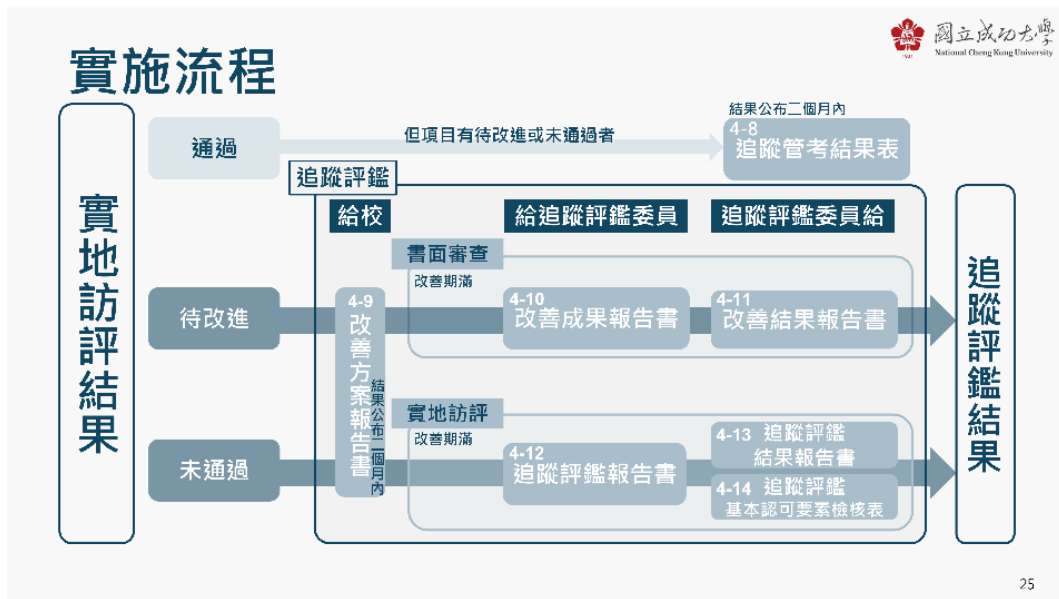 國立成功大學
National Cheng Kung University
實施流程
實地訪評結果
通過
但項目有待改進或未通過者
結果公布二個月內
4-8
追蹤管考結果表
追蹤評鑑
給校
給追蹤評鑑委員
追蹤評鑑委員給
待改進
4-9
改善方案報告書
結果公布二個月內
書面審查
改善期滿
4-10
改善成果報告書
4-11
改善結果報告書
未通過
實地訪評
改善期滿
4-12
追蹤評鑑報告書
4-13 追蹤評鑑
結果報告書
4-14 追蹤評鑑
基本認可要素檢核表
追蹤評鑑結果
25